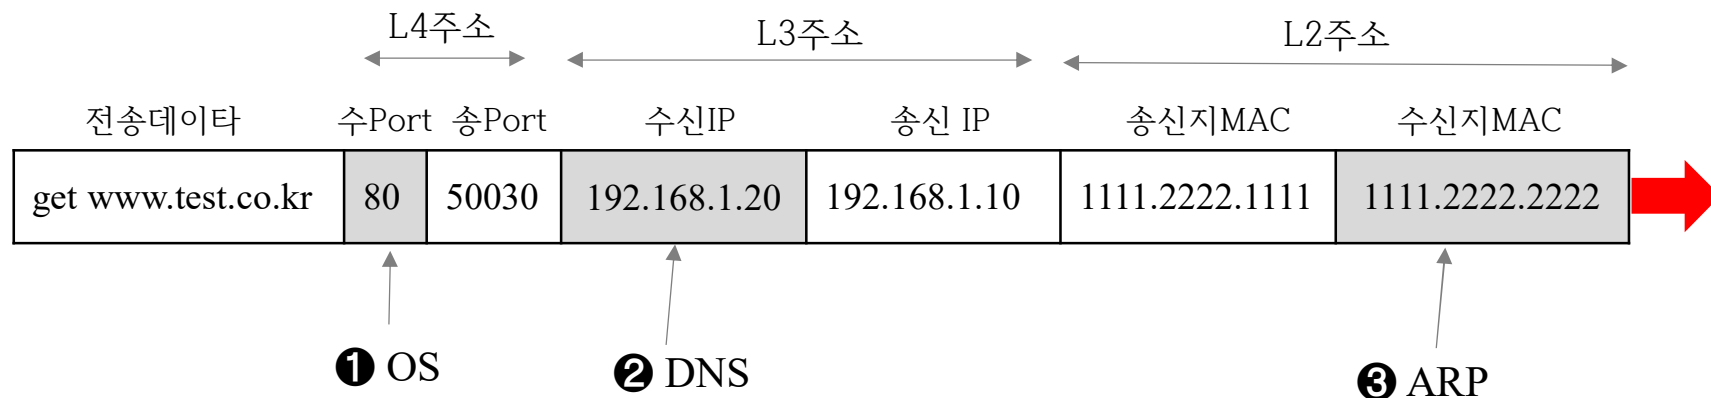 L4주소 L3주소 L2주소
전송데이타 수Port 송Port 수신IP 송신 IP 송신지MAC 수신지MAC
get www.test.co.kr 80 50030 192.168.1.20 192.168.1.10 1111.2222.1111 1111.2222.2222
❶ OS ❷ DNS ❸ ARP